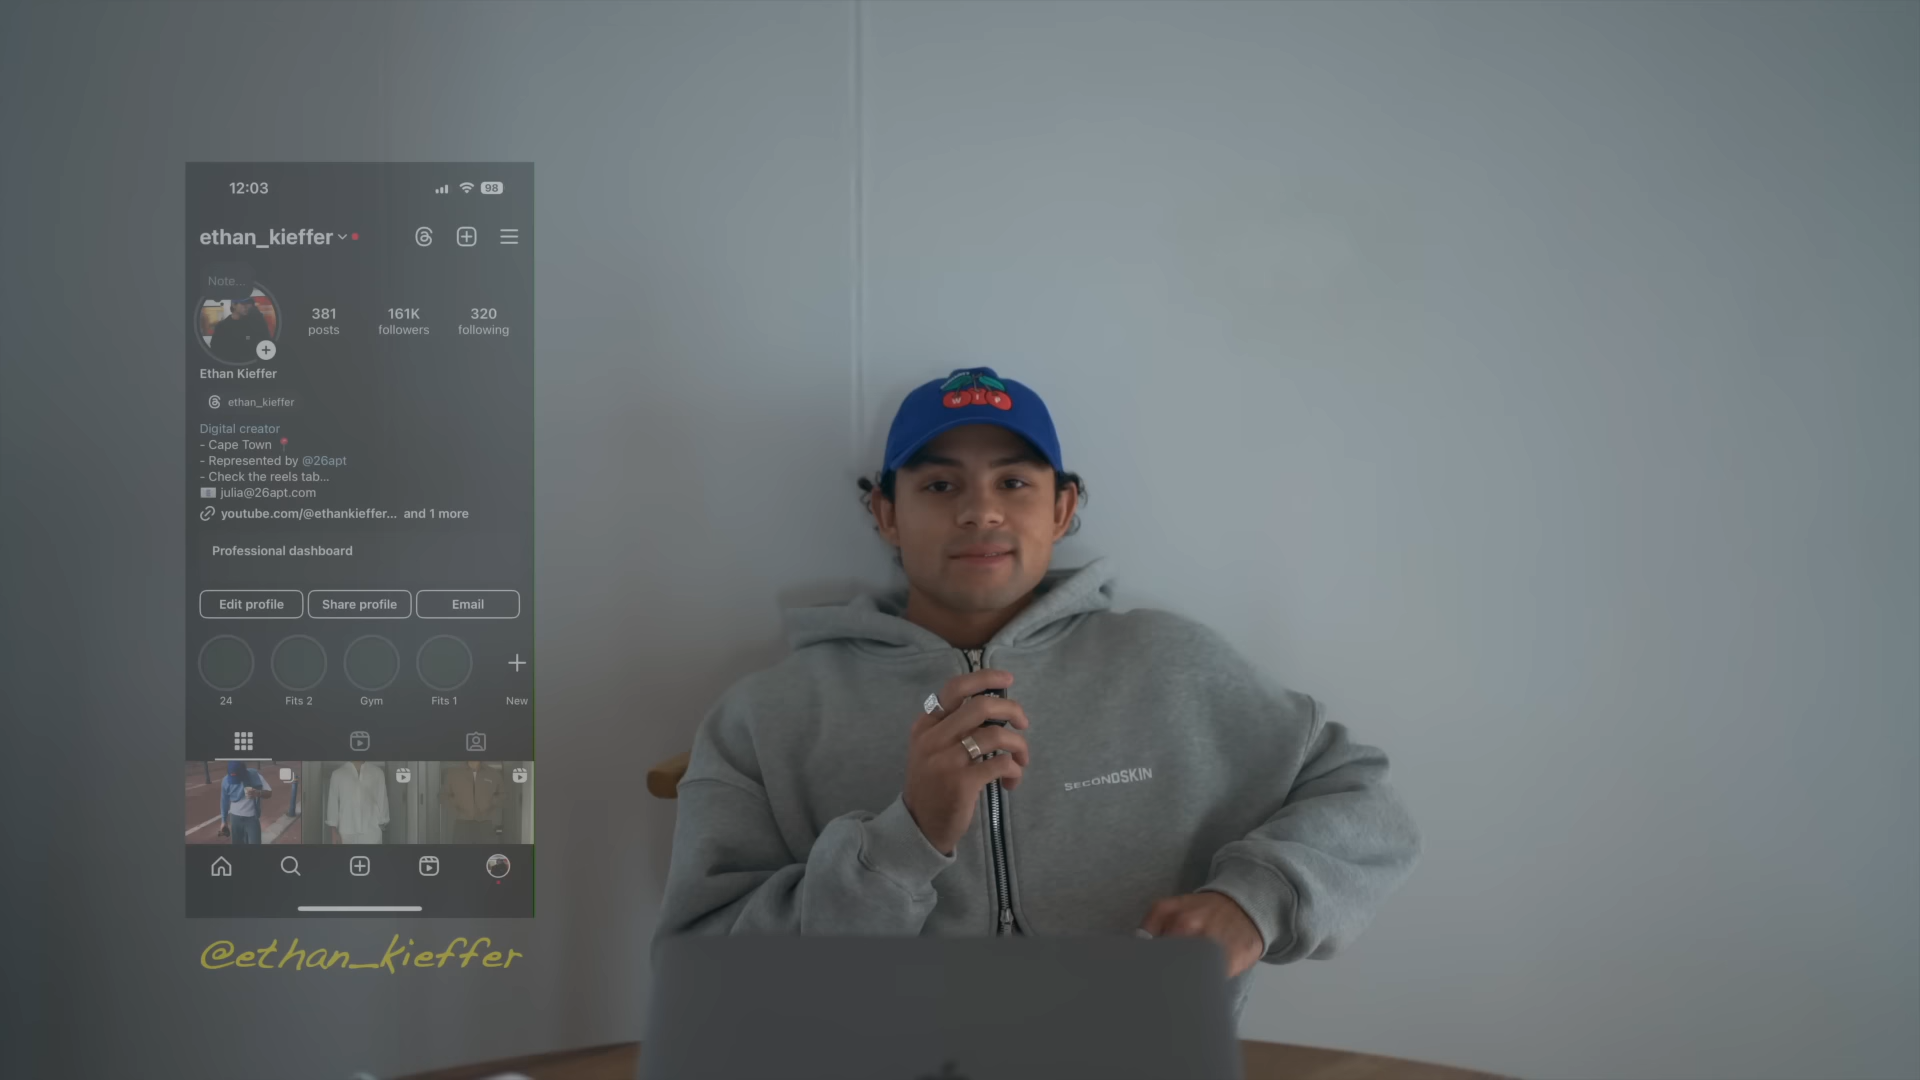 12:03
98
ethan_kieffer
Note...
381 161K 320
posts followers following
Ethan Kieffer
ethan_kieffer
Digital creator
- Cape Town
- Represented by @26apt
- Check the reels tab...
julia@26apt.com
youtube.com/@ethankieffer... and 1 more
Professional dashboard
Edit profile Share profile Email
24 Fits 2 Gym Fits 1 New
@ethan_kieffer
W I P
SECONDSKIN